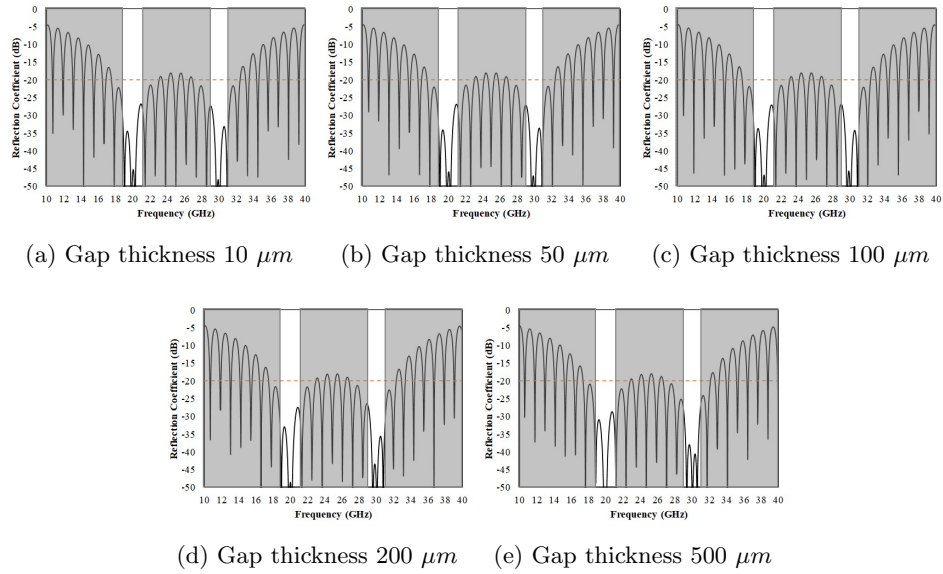 0
-5
-10
-15
-20
-25
-30
-35
-40
-45
-50
Reflection Coefficient (dB)
10 12 14 16 18 20 22 24 26 28 30 32 34 36 38 40
Frequency (GHz)
(a) Gap thickness 10 μm
0
-5
-10
-15
-20
-25
-30
-35
-40
-45
-50
Reflection Coefficient (dB)
10 12 14 16 18 20 22 24 26 28 30 32 34 36 38 40
Frequency (GHz)
(b) Gap thickness 50 μm
0
-5
-10
-15
-20
-25
-30
-35
-40
-45
-50
Reflection Coefficient (dB)
10 12 14 16 18 20 22 24 26 28 30 32 34 36 38 40
Frequency (GHz)
(c) Gap thickness 100 μm
0
-5
-10
-15
-20
-25
-30
-35
-40
-45
-50
Reflection Coefficient (dB)
10 12 14 16 18 20 22 24 26 28 30 32 34 36 38 40
Frequency (GHz)
(d) Gap thickness 200 μm
0
-5
-10
-15
-20
-25
-30
-35
-40
-45
-50
Reflection Coefficient (dB)
10 12 14 16 18 20 22 24 26 28 30 32 34 36 38 40
Frequency (GHz)
(e) Gap thickness 500 μm